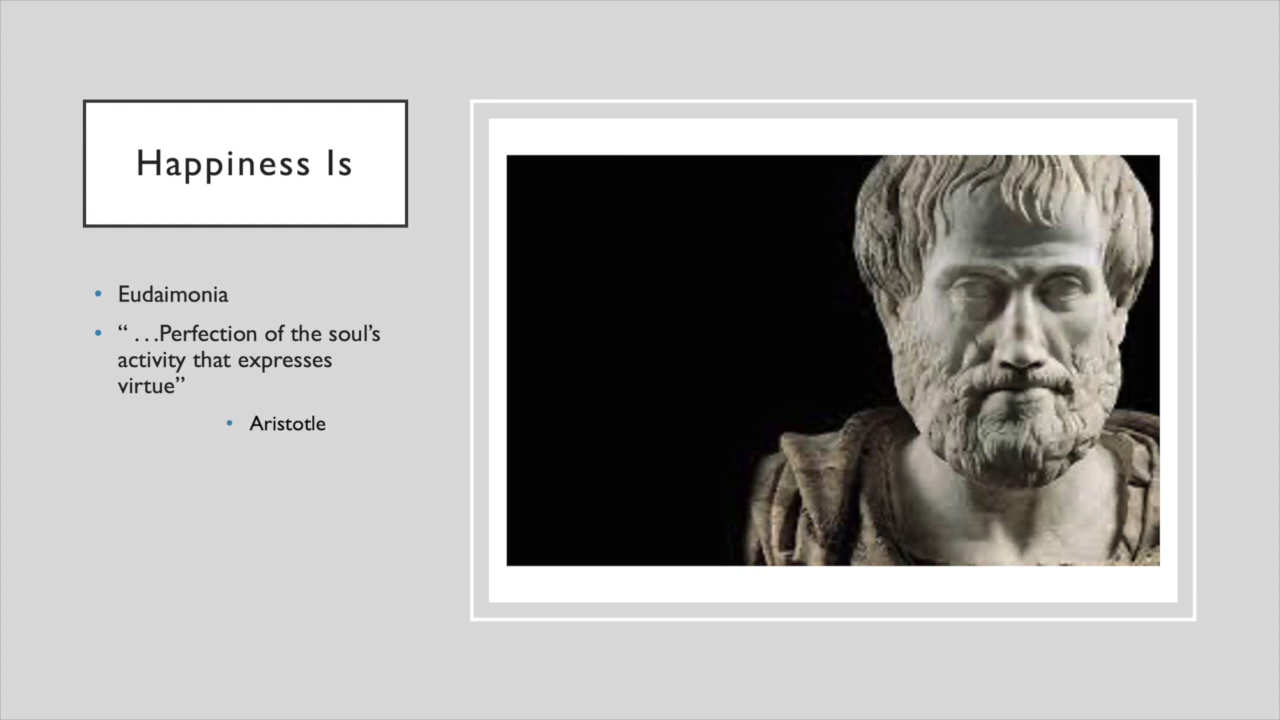 Happiness Is
• Eudaimonia
• “ …Perfection of the soul’s
activity that expresses
virtue”
• Aristotle